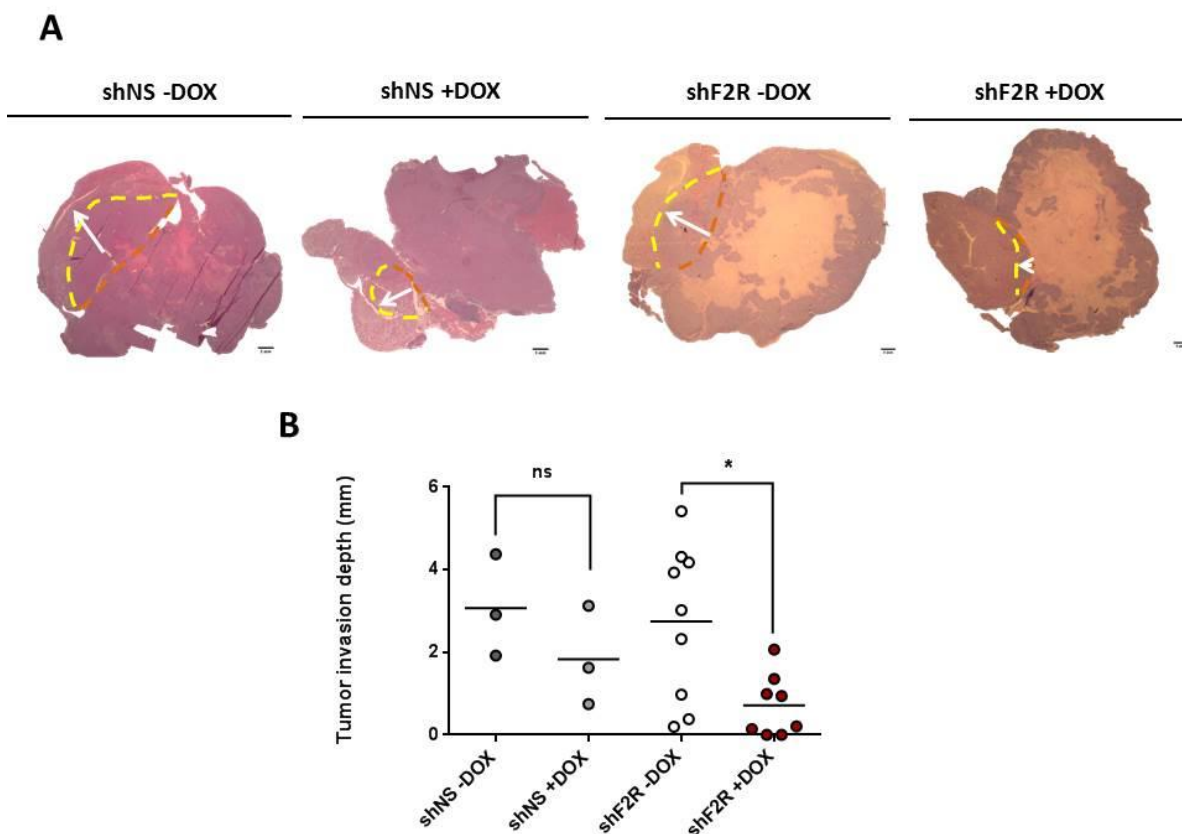 A
shNS -DOX
shNS +DOX
shF2R -DOX
shF2R +DOX
B
Tumor invasion depth (mm)
ns
*
6
4
2
0
shNS -DOX
shNS +DOX
shF2R -DOX
shF2R +DOX